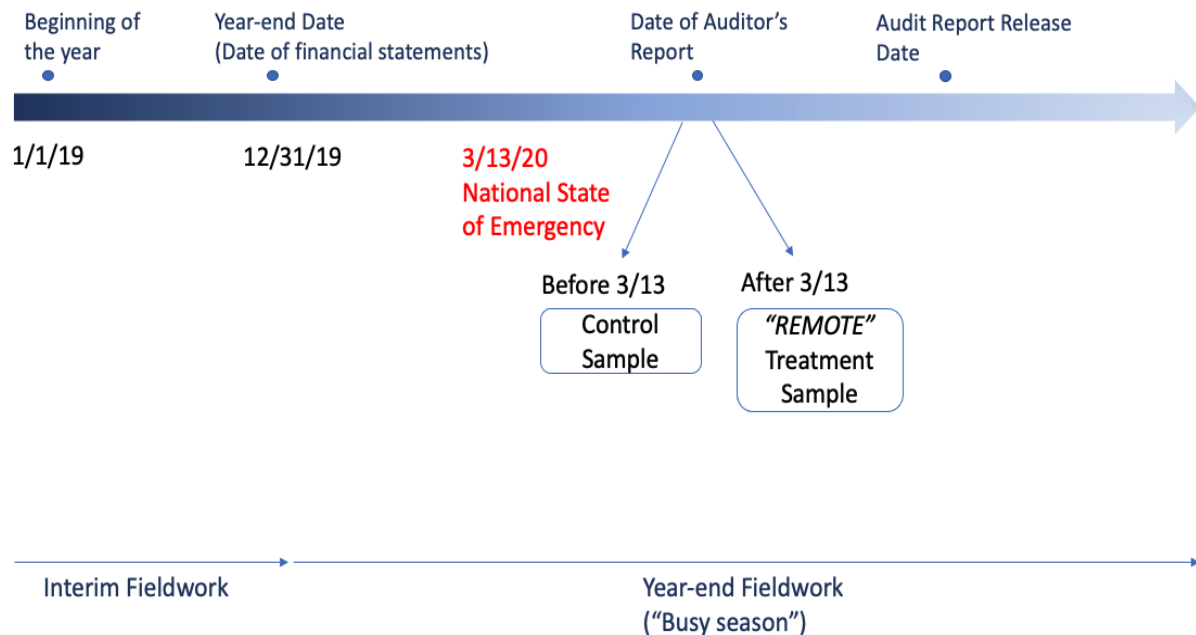 Beginning of
the year
Year-end Date
(Date of financial statements)
Date of Auditor's
Report
Audit Report Release
Date
1/1/19
12/31/19
3/13/20
National State
of Emergency
Before 3/13
Control
Sample
After 3/13
“REMOTE”
Treatment
Sample
Interim Fieldwork
Year-end Fieldwork
(“Busy season”)